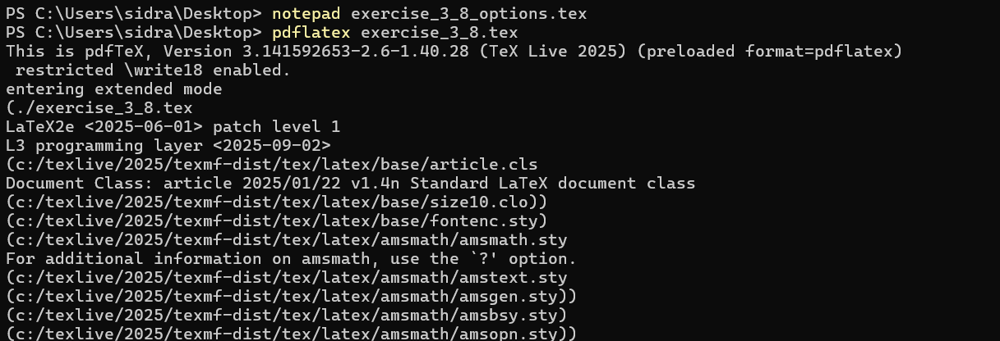 PS C:\Users\sidra\Desktop> notepad exercise_3_8_options.tex
PS C:\Users\sidra\Desktop> pdflatex exercise_3_8.tex
This is pdfTeX, Version 3.141592653-2.6-1.40.28 (TeX Live 2025) (preloaded format=pdflatex)
 restricted \write18 enabled.
entering extended mode
(./exercise_3_8.tex
LaTeX2e <2025-06-01> patch level 1
L3 programming layer <2025-09-02>
(c:/texlive/2025/texmf-dist/tex/latex/base/article.cls
Document Class: article 2025/01/22 v1.4n Standard LaTeX document class
(c:/texlive/2025/texmf-dist/tex/latex/base/size10.clo))
(c:/texlive/2025/texmf-dist/tex/latex/base/fontenc.sty)
(c:/texlive/2025/texmf-dist/tex/latex/amsmath/amsmath.sty
For additional information on amsmath, use the `?' option.
(c:/texlive/2025/texmf-dist/tex/latex/amsmath/amstext.sty
(c:/texlive/2025/texmf-dist/tex/latex/amsmath/amsgen.sty))
(c:/texlive/2025/texmf-dist/tex/latex/amsmath/amsbsy.sty)
(c:/texlive/2025/texmf-dist/tex/latex/amsmath/amsopn.sty))